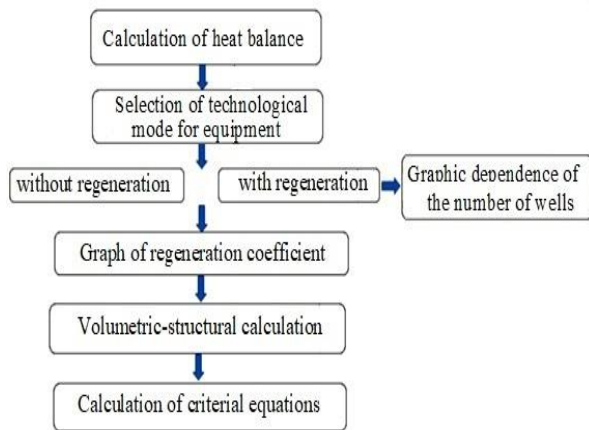 Calculation of heat balance
Selection of technological
mode for equipment
without regeneration
with regeneration
Graphic dependence of
the number of wells
Graph of regeneration coefficient
Volumetric-structural calculation
Calculation of criterial equations